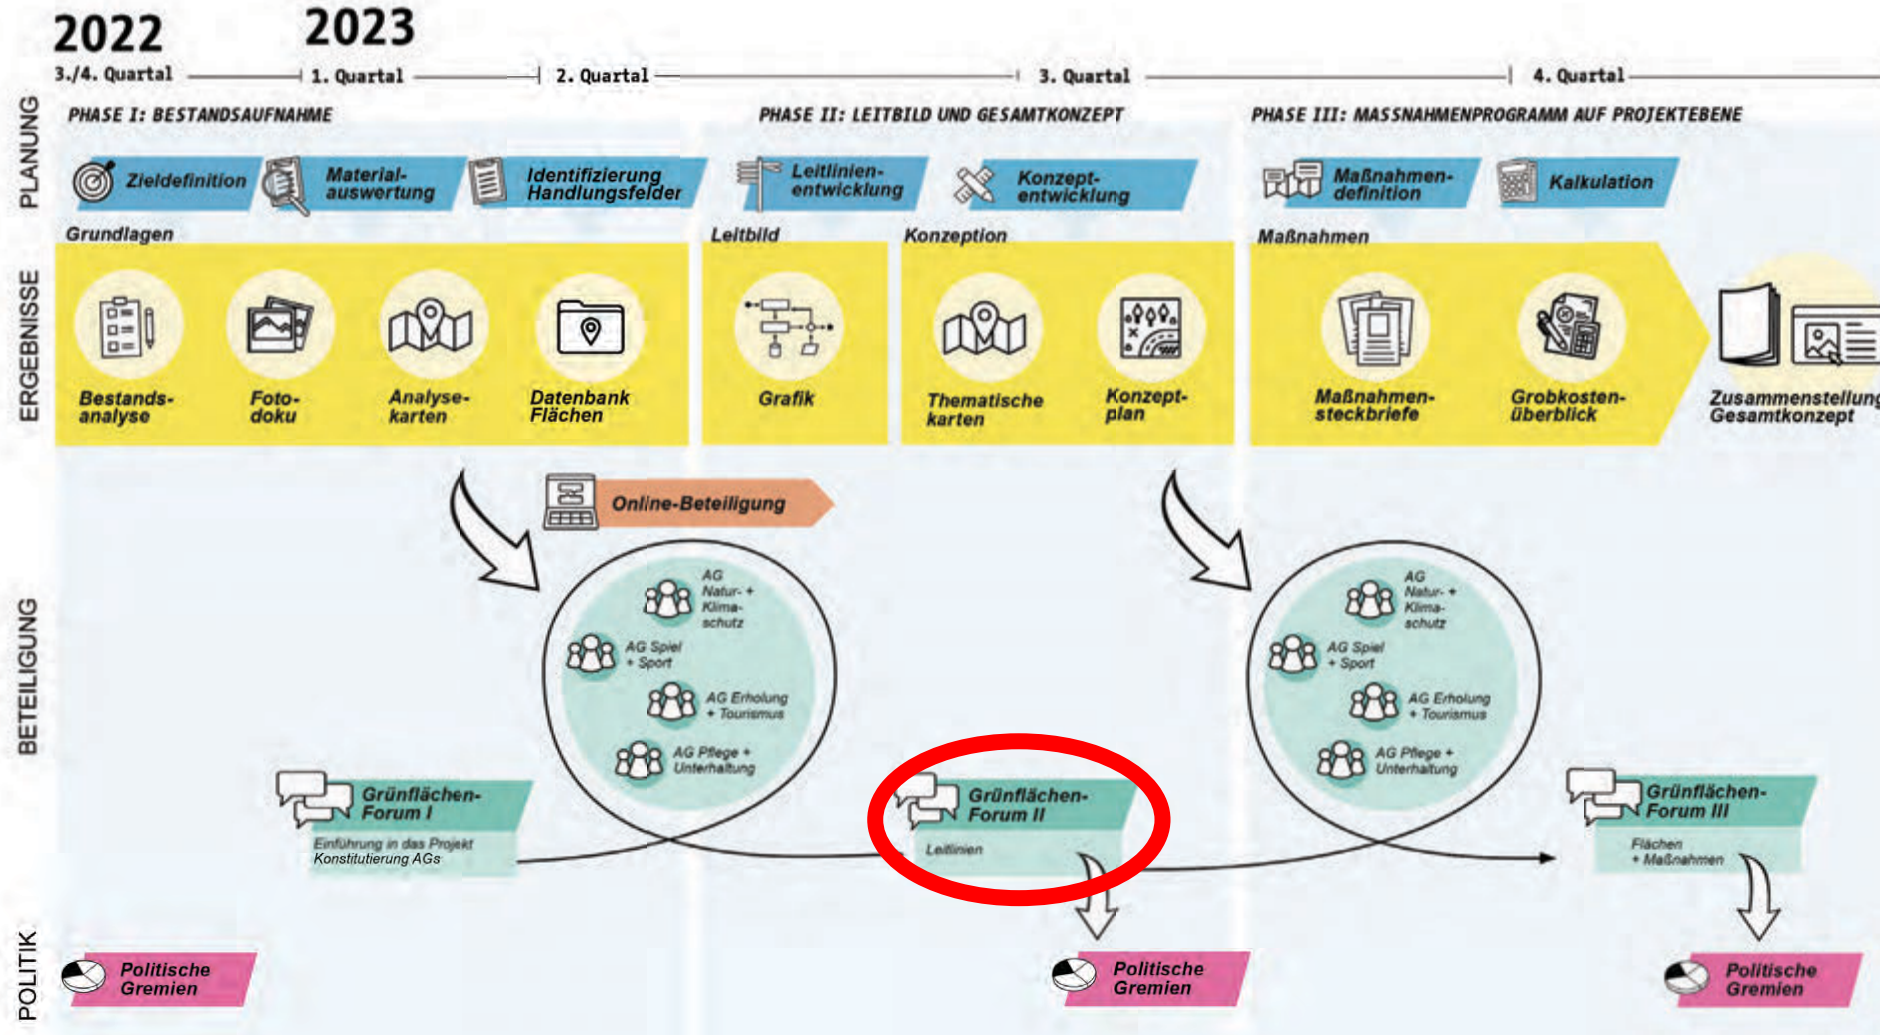 2022
2023
3./4. Quartal
1. Quartal
2. Quartal
3. Quartal
4. Quartal
PLANUNG
PHASE I: BESTANDSAUFNAHME
PHASE II: LEITBILD UND GESAMTKONZEPT
PHASE III: MASSNAHMENPROGRAMM AUF PROJEKTEBENE
Zieldefinition
Material-
auswertung
Identifizierung
Handlungsfelder
Leitlinien-
entwicklung
Konzept-
entwicklung
Maßnahmen-
definition
Kalkulation
ERGEBNISSE
Grundlagen
Leitbild
Konzeption
Maßnahmen
Bestands-
analyse
Foto-
doku
Analyse-
karten
Datenbank
Flächen
Grafik
Thematische
karten
Konzept-
plan
Maßnahmen-
steckbriefe
Grobkosten-
überblick
Zusammenstellung
Gesamtkonzept
BETEILIGUNG
Online-Beteiligung
AG
Natur- +
Klima-
schutz
AG Spiel
+ Sport
AG Erholung
+ Tourismus
AG Pflege +
Unterhaltung
AG
Natur- +
Klima-
schutz
AG Spiel
+ Sport
AG Erholung
+ Tourismus
AG Pflege +
Unterhaltung
Grünflächen-
Forum I
Einführung in das Projekt
Konstitutierung AGs
Grünflächen-
Forum II
Leitlinien
Grünflächen-
Forum III
Flächen
+ Maßnahmen
POLITIK
Politische
Gremien
Politische
Gremien
Politische
Gremien